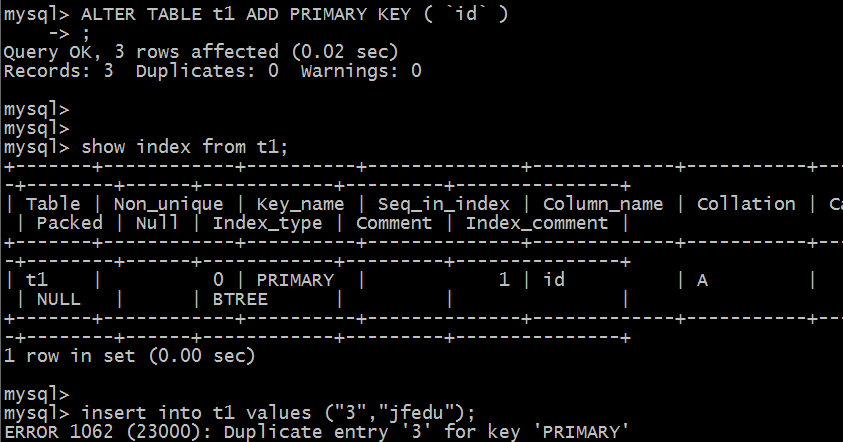 mysql> ALTER TABLE t1 ADD PRIMARY KEY ( `id` )
    -> ;
Query OK, 3 rows affected (0.02 sec)
Records: 3  Duplicates: 0  Warnings: 0
mysql>
mysql>
mysql> show index from t1;
+-------+------------+----------+--------------+-------------+-----------+---
-+--------+------+------------+---------+---------------+
| Table | Non_unique | Key_name | Seq_in_index | Column_name | Collation | Ca
 | Packed | Null | Index_type | Comment | Index_comment |
+-------+------------+----------+--------------+-------------+-----------+---
-+--------+------+------------+---------+---------------+
| t1    |          0 | PRIMARY  |            1 | id          | A         |
 | NULL   |      | BTREE      |         |               |
+-------+------------+----------+--------------+-------------+-----------+---
-+--------+------+------------+---------+---------------+
1 row in set (0.00 sec)
mysql>
mysql> insert into t1 values ("3","jfedu");
ERROR 1062 (23000): Duplicate entry '3' for key 'PRIMARY'